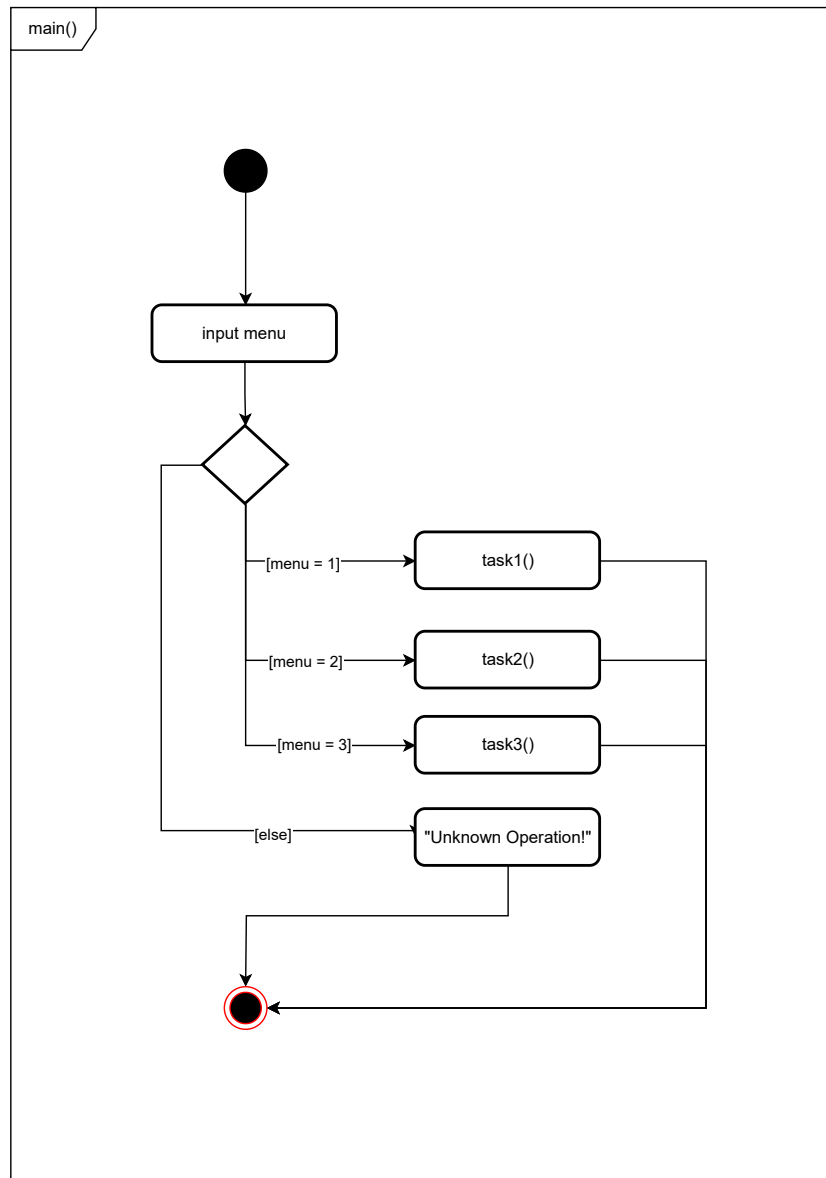 main()
input menu
[menu = 1]
task1()
[menu = 2]
task2()
[menu = 3]
task3()
[else]
"Unknown Operation!"